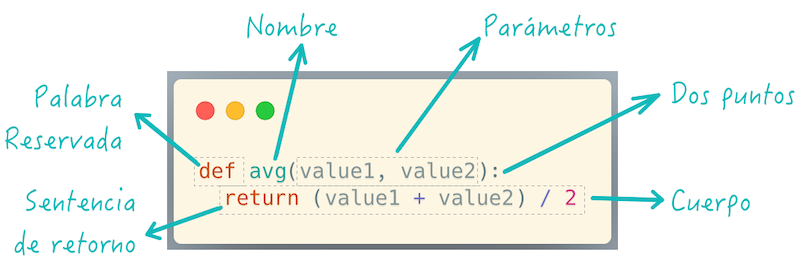 Nombre
Parámetros
Palabra
Reservada
Dos puntos
def avg(value1, value2):
return (value1 + value2) / 2
Sentencia
de retorno
Cuerpo